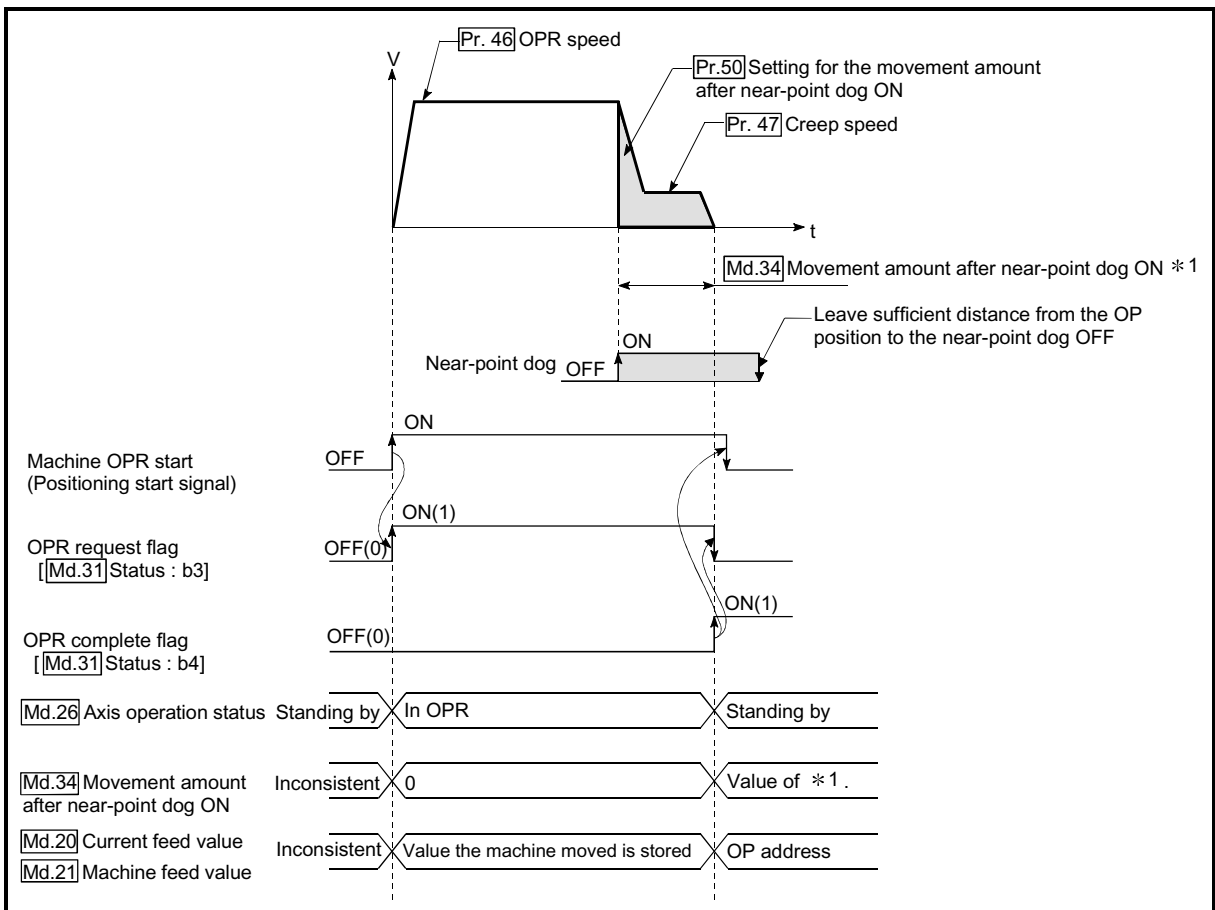 Pr. 46 OPR speed
V
Pr.50 Setting for the movement amount
after near-point dog ON
Pr. 47 Creep speed
t
Md.34 Movement amount after near-point dog ON *1
Leave sufficient distance from the OP
position to the near-point dog OFF
ON
Near-point dog OFF
ON
Machine OPR start
(Positioning start signal)
OFF
ON(1)
OPR request flag
[Md.31 Status : b3]
OFF(0)
ON(1)
OPR complete flag
[Md.31 Status : b4]
OFF(0)
Md.26 Axis operation status Standing by In OPR Standing by
Md.34 Movement amount
after near-point dog ON
Inconsistent 0 Value of *1.
Md.20 Current feed value
Md.21 Machine feed value
Inconsistent Value the machine moved is stored OP address